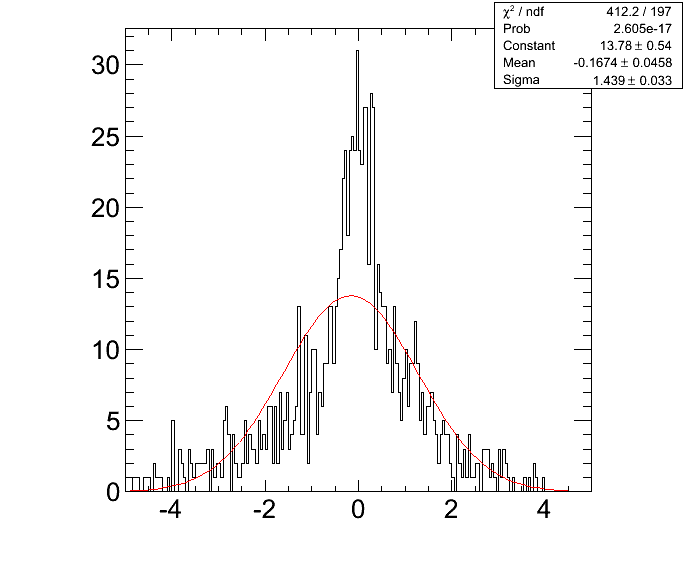 χ² / ndf 412.2 / 197
Prob 2.605e-17
Constant 13.78 ± 0.54
Mean -0.1674 ± 0.0458
Sigma 1.439 ± 0.033
30
25
20
15
10
5
0
-4 -2 0 2 4